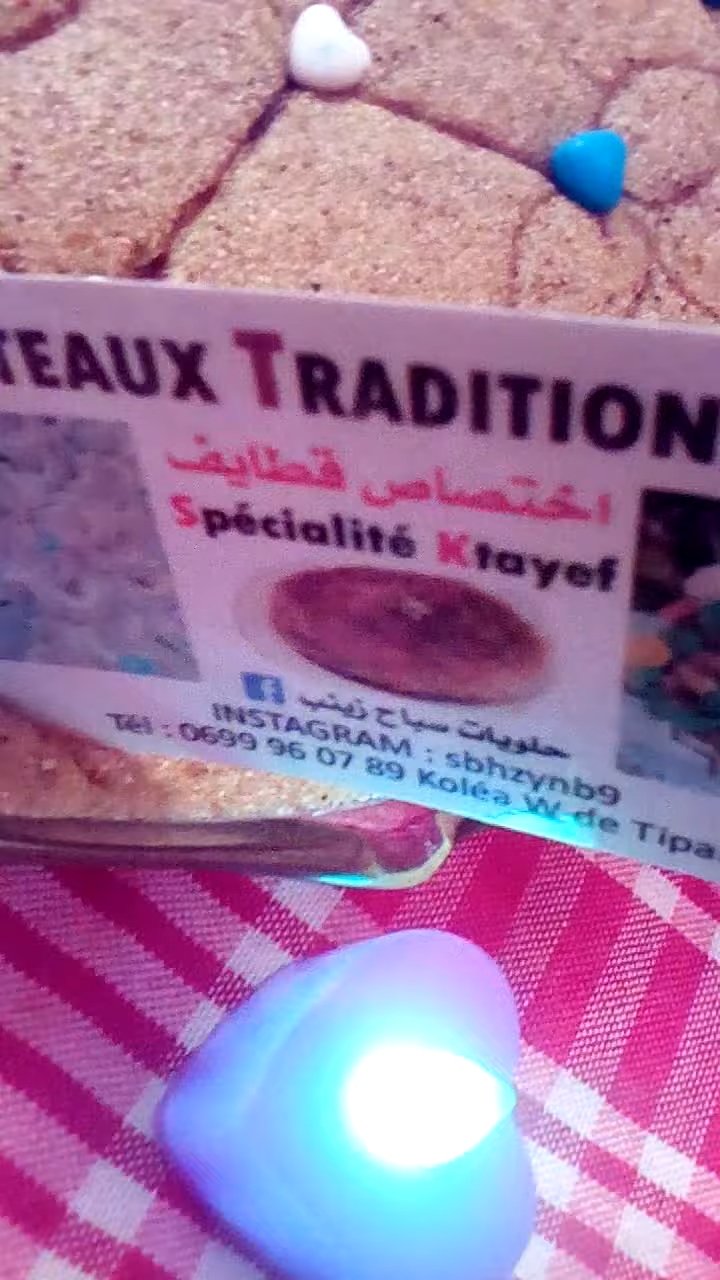 TEAUX TRADITION
اختصاص قطايف
Spécialité Ktayef
حلويات سباح زينب
INSTAGRAM : sbhzynb9
Tél : 0699 96 07 89 Koléa W de Tipa